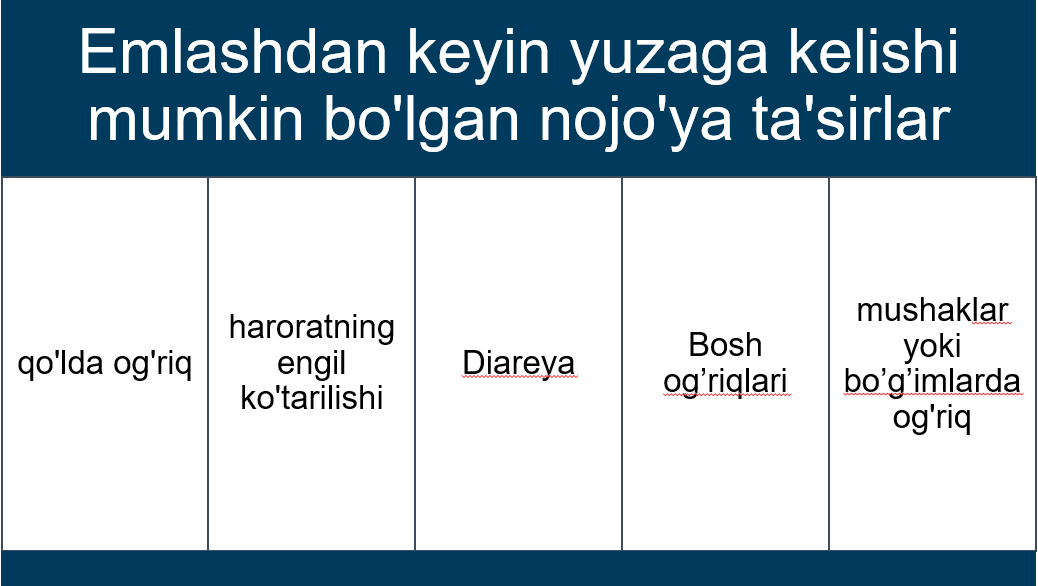 Emlashdan keyin yuzaga kelishi
mumkin bo'lgan nojo'ya ta'sirlar
qo'lda og'riq
haroratning
engil
ko'tarilishi
Diareya
Bosh
og’riqlari
mushaklar
yoki
bo’g’imlarda
og'riq